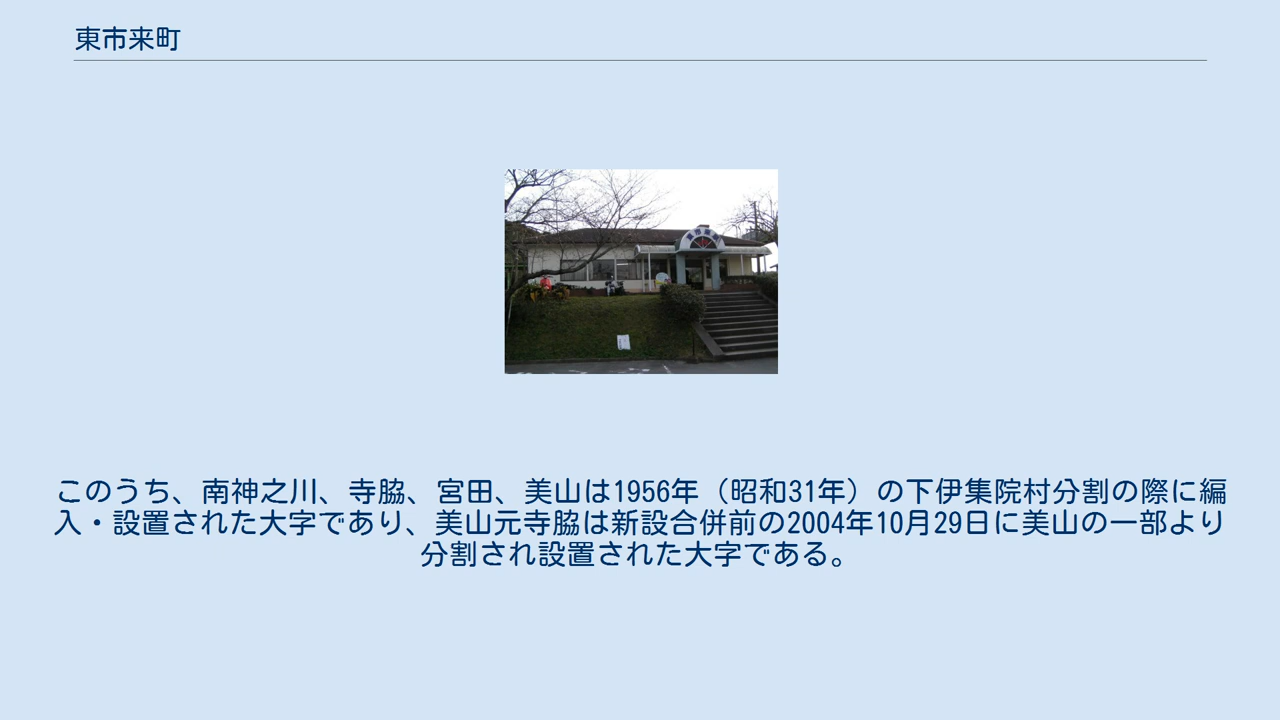 東市来町
このうち、南神之川、寺脇、宮田、美山は1956年（昭和31年）の下伊集院村分割の際に編
入・設置された大字であり、美山元寺脇は新設合併前の2004年10月29日に美山の一部より
分割され設置された大字である。